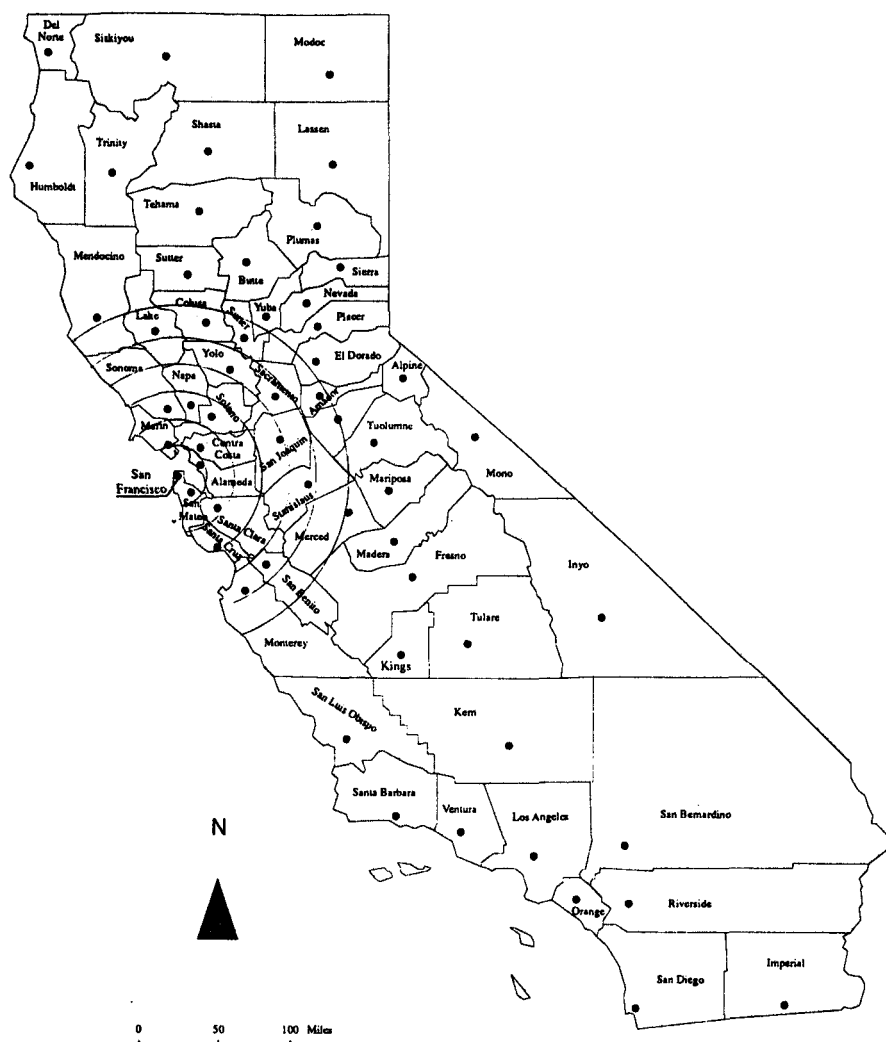 Del
Norte
Siskiyou
Modoc
Shasta
Lassen
Trinity
Humboldt
Tehama
Plumas
Mendocino
Sutter
Butte
Sierra
Nevada
Colusa
Lake
Sutter
Yuba
Placer
El Dorado
Yolo
Sonoma
Napa
Sacramento
Alpine
Solano
Amador
Marin
Contra
Costa
San Joaquin
Tuolumne
Mono
San
Francisco
Alameda
Mariposa
San
Mateo
Stanislaus
Santa Clara
Merced
Santa Cruz
Madera
Fresno
Inyo
San Benito
Tulare
Monterey
Kings
San Luis Obispo
Kern
Santa Barbara
Ventura
Los Angeles
San Bernardino
N
Orange
Riverside
San Diego
Imperial
0 50 100 Miles